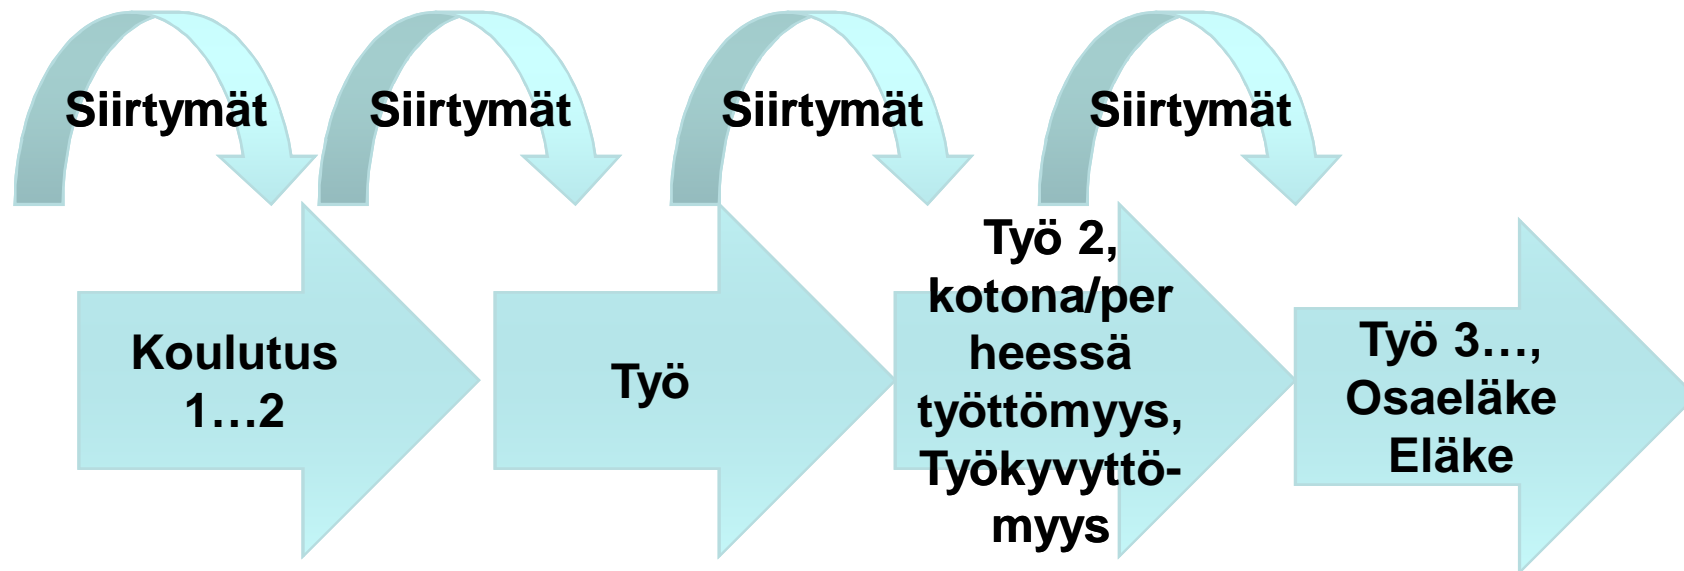 Siirtymät
Siirtymät
Siirtymät
Siirtymät
Koulutus
1…2
Työ
Työ 2,
kotona/per
heessä
työttömyys,
Työkyvyttö-
myys
Työ 3…,
Osaeläke
Eläke